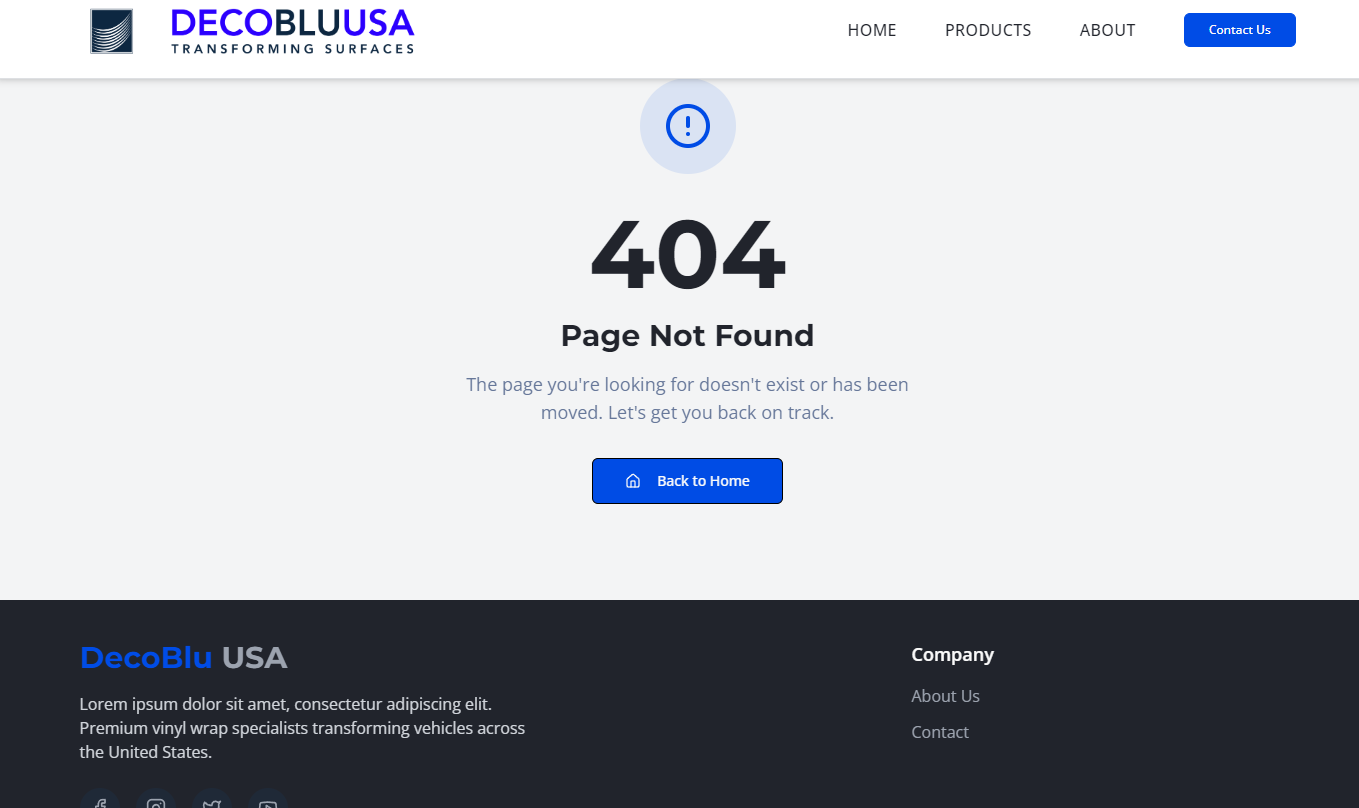 DECOBLUUSA
TRANSFORMING SURFACES
HOME
PRODUCTS
ABOUT
Contact Us
404
Page Not Found
The page you're looking for doesn't exist or has been
moved. Let's get you back on track.
Back to Home
DecoBlu USA
Lorem ipsum dolor sit amet, consectetur adipiscing elit.
Premium vinyl wrap specialists transforming vehicles across
the United States.
Company
About Us
Contact